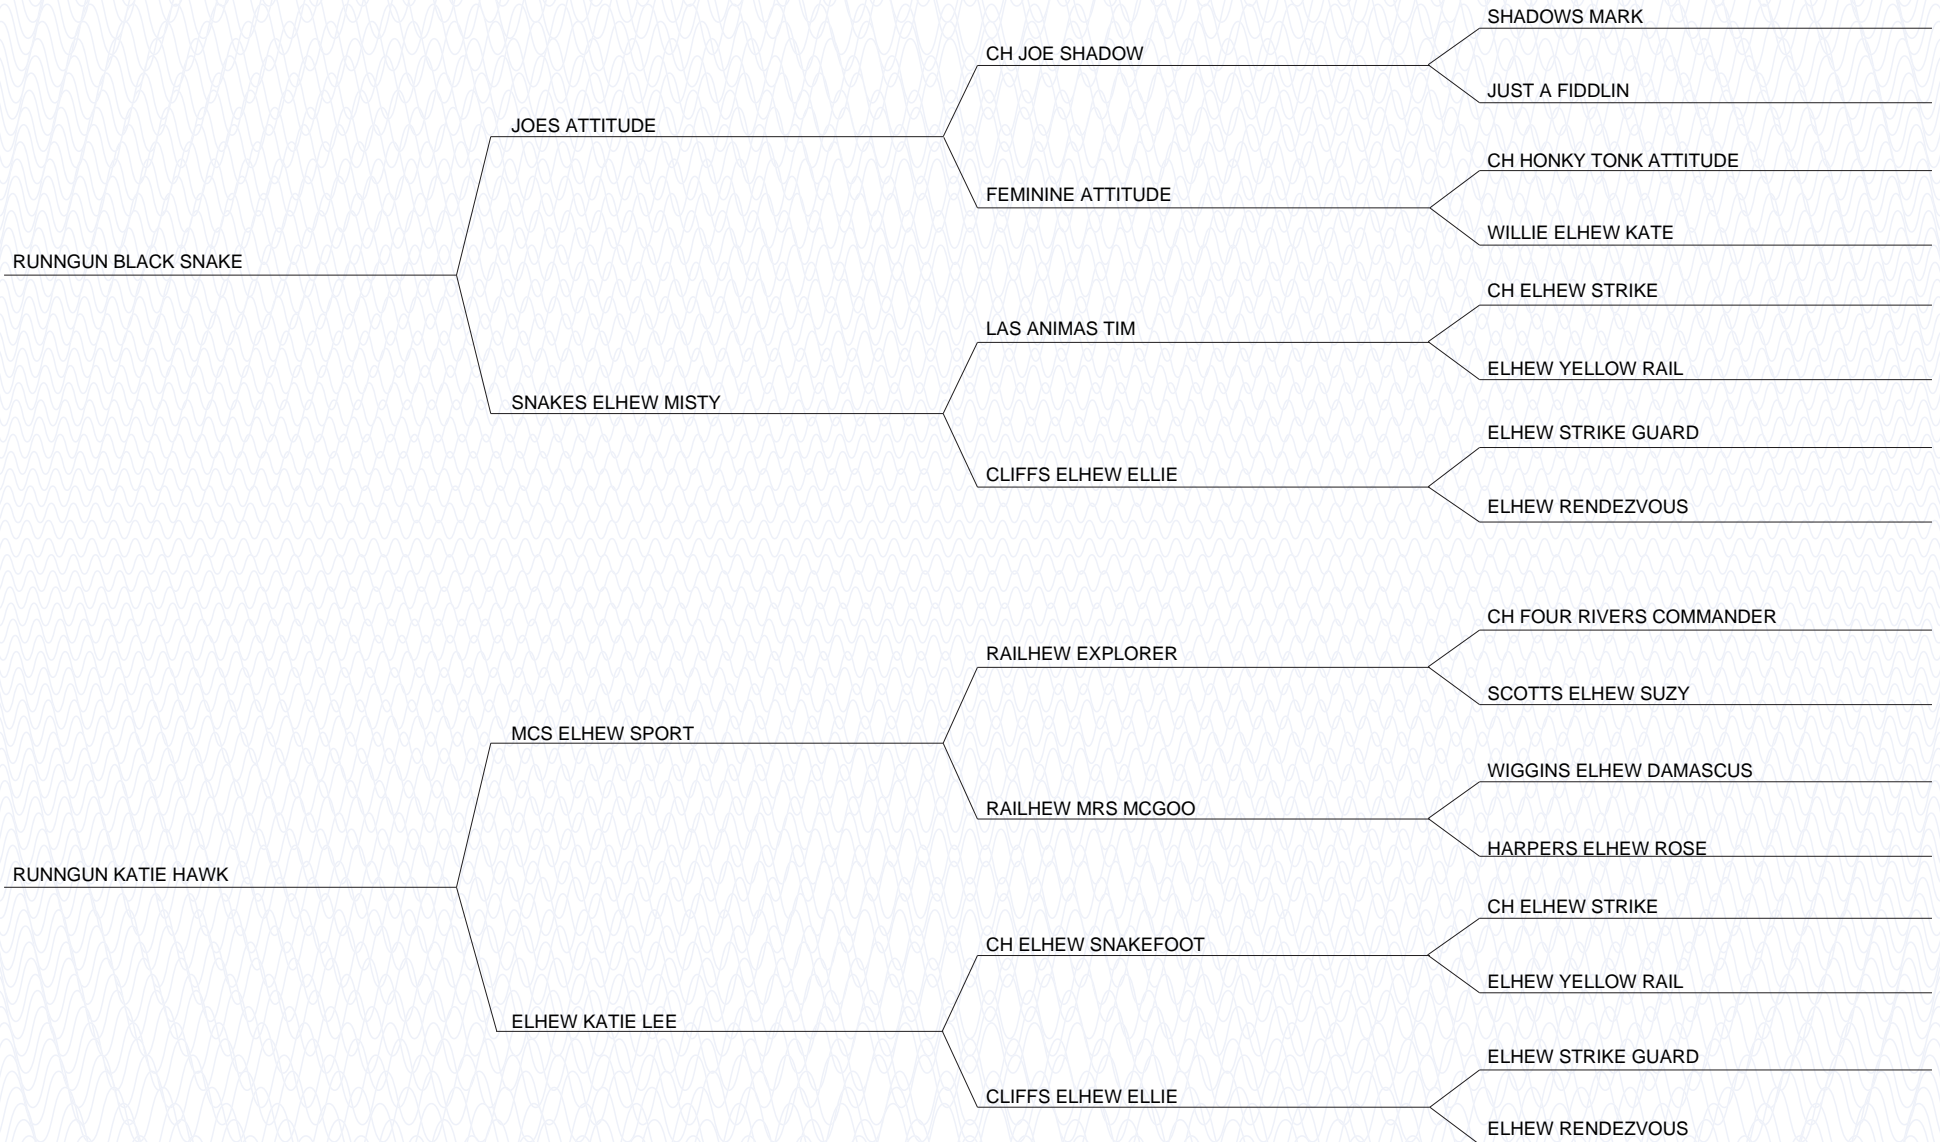 SHADOWS MARK
CH JOE SHADOW
JUST A FIDDLIN
JOES ATTITUDE
CH HONKY TONK ATTITUDE
FEMININE ATTITUDE
WILLIE ELHEW KATE
RUNNGUN BLACK SNAKE
CH ELHEW STRIKE
LAS ANIMAS TIM
ELHEW YELLOW RAIL
SNAKES ELHEW MISTY
ELHEW STRIKE GUARD
CLIFFS ELHEW ELLIE
ELHEW RENDEZVOUS
CH FOUR RIVERS COMMANDER
RAILHEW EXPLORER
SCOTTS ELHEW SUZY
MCS ELHEW SPORT
WIGGINS ELHEW DAMASCUS
RAILHEW MRS MCGOO
HARPERS ELHEW ROSE
RUNNGUN KATIE HAWK
CH ELHEW STRIKE
CH ELHEW SNAKEFOOT
ELHEW YELLOW RAIL
ELHEW KATIE LEE
ELHEW STRIKE GUARD
CLIFFS ELHEW ELLIE
ELHEW RENDEZVOUS